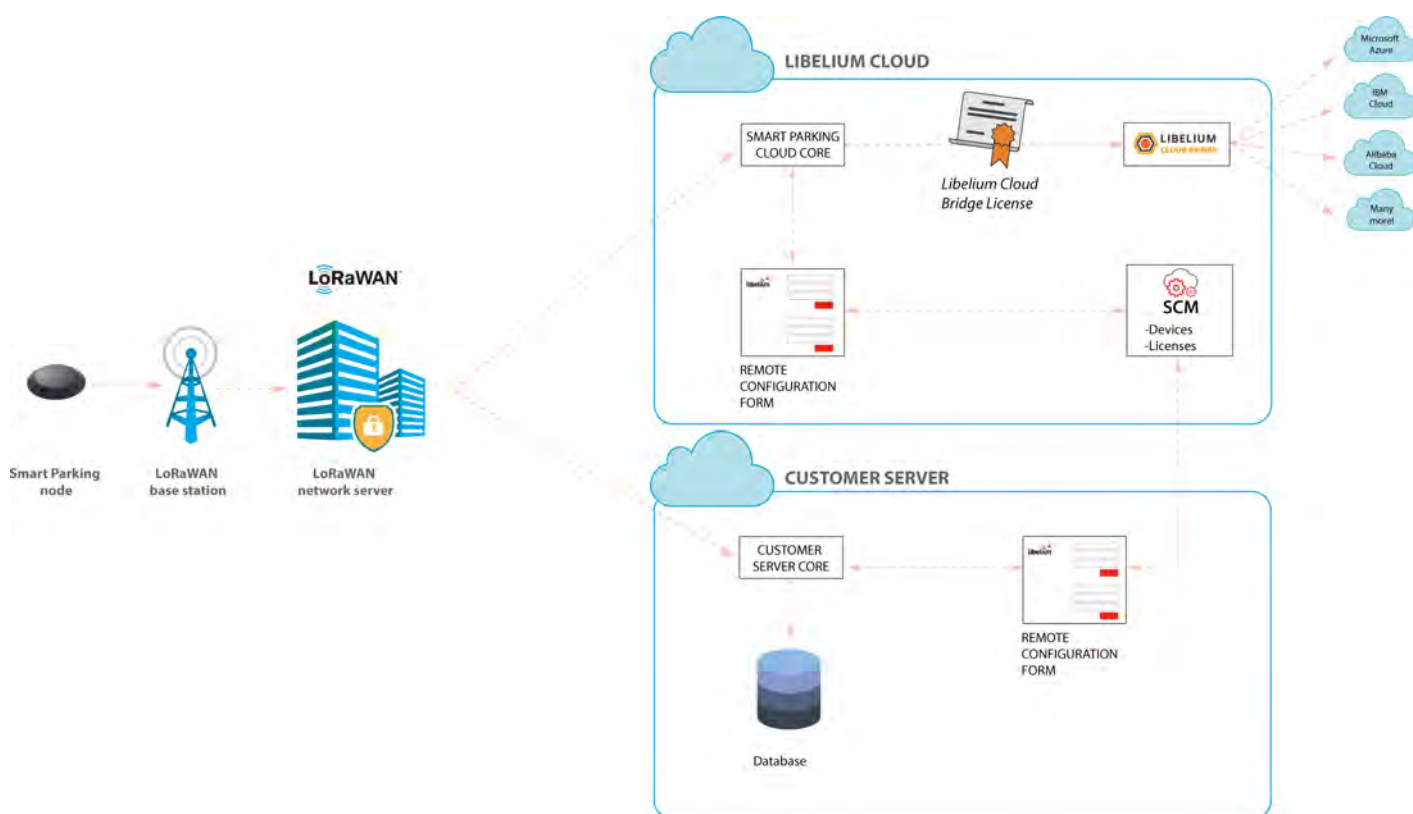 LIBELIUM CLOUD
Microsoft
Azure
IBM
Cloud
Alibaba
Cloud
Many
more!
SMART PARKING
CLOUD CORE
Libelium Cloud
Bridge License
LIBELIUM
CLOUD BRIDGE
LoRaWAN
libelium
REMOTE
CONFIGURATION
FORM
SCM
-Devices
-Licenses
Smart Parking
node
LoRaWAN
base station
LoRaWAN
network server
CUSTOMER SERVER
CUSTOMER
SERVER CORE
libelium
REMOTE
CONFIGURATION
FORM
Database